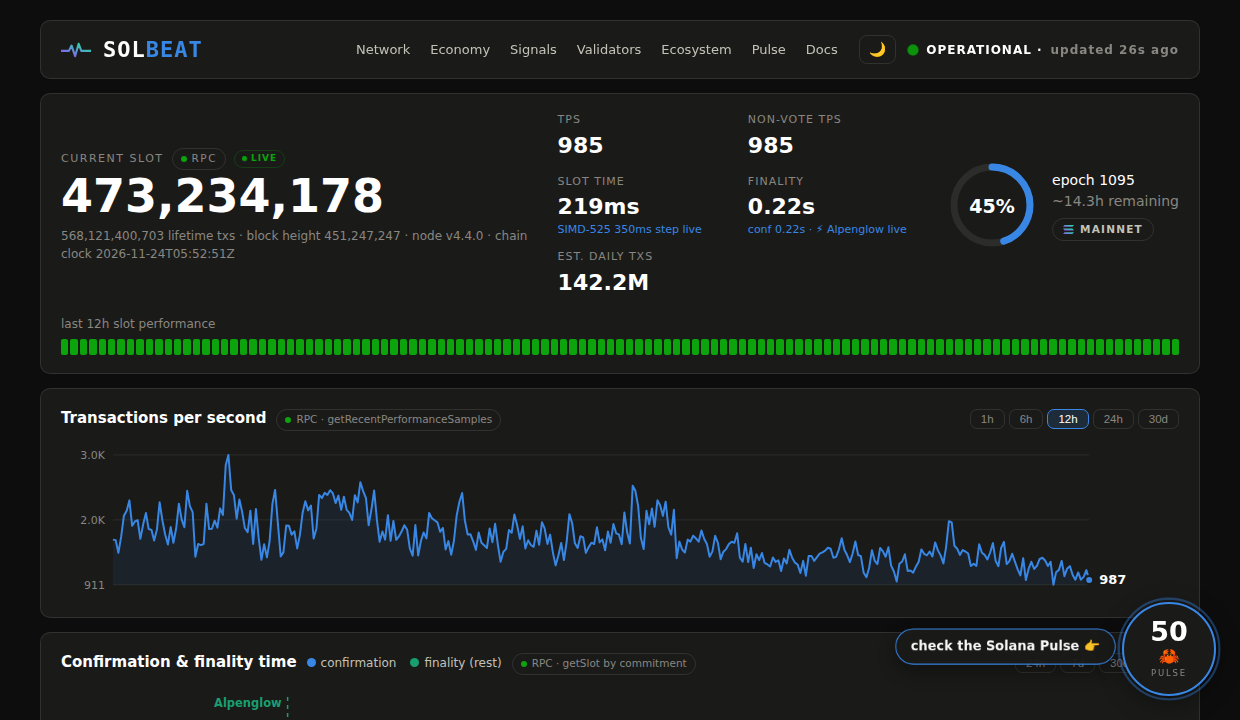 SOLBEAT
Network Economy Signals Validators Ecosystem Pulse Docs
OPERATIONAL · updated 26s ago
CURRENT SLOT RPC LIVE
473,234,178
568,121,400,703 lifetime txs · block height 451,247,247 · node v4.4.0 · chain
clock 2026-11-24T05:52:51Z
TPS
985
NON-VOTE TPS
985
SLOT TIME
219ms
SIMD-525 350ms step live
FINALITY
0.22s
conf 0.22s · ⚡ Alpenglow live
EST. DAILY TXS
142.2M
45%
epoch 1095
~14.3h remaining
MAINNET
last 12h slot performance
Transactions per second RPC · getRecentPerformanceSamples
1h 6h 12h 24h 30d
3.0K
2.0K
911
987
Confirmation & finality time confirmation finality (rest) RPC · getSlot by commitment
24h 7d 30d
Alpenglow
check the Solana Pulse 👉
50
🦀
PULSE